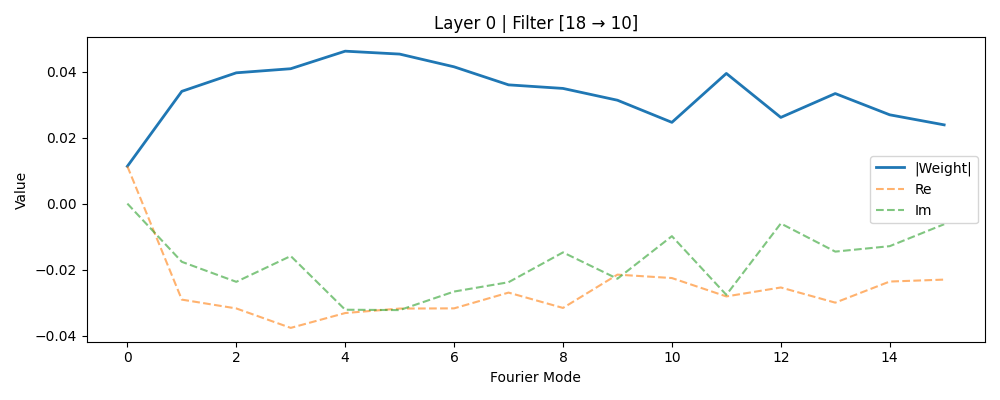 Layer 0 | Filter [18 → 10]
Value
0.04
0.02
0.00
−0.02
−0.04
|Weight|
Re
Im
0 2 4 6 8 10 12 14
Fourier Mode